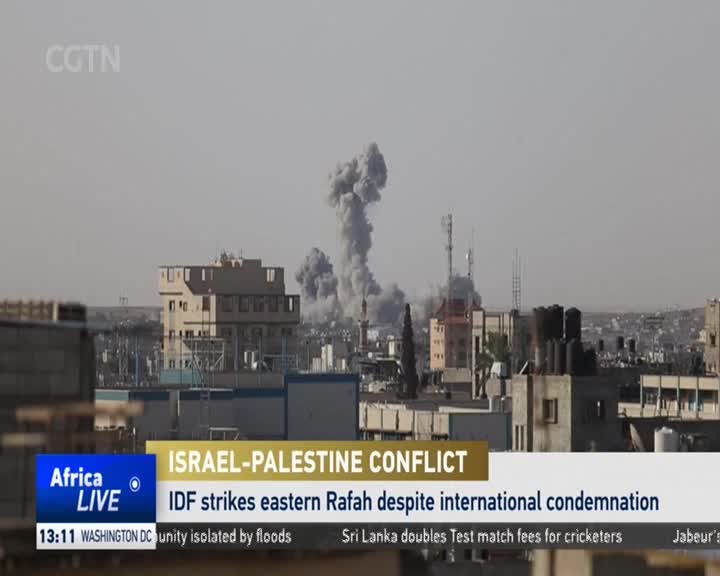 CGTN
ISRAEL-PALESTINE CONFLICT
Africa
LIVE
IDF strikes eastern Rafah despite international condemnation
13:11 WASHINGTON DC
unity isolated by floods Sri Lanka doubles Test match fees for cricketers Jabeur's